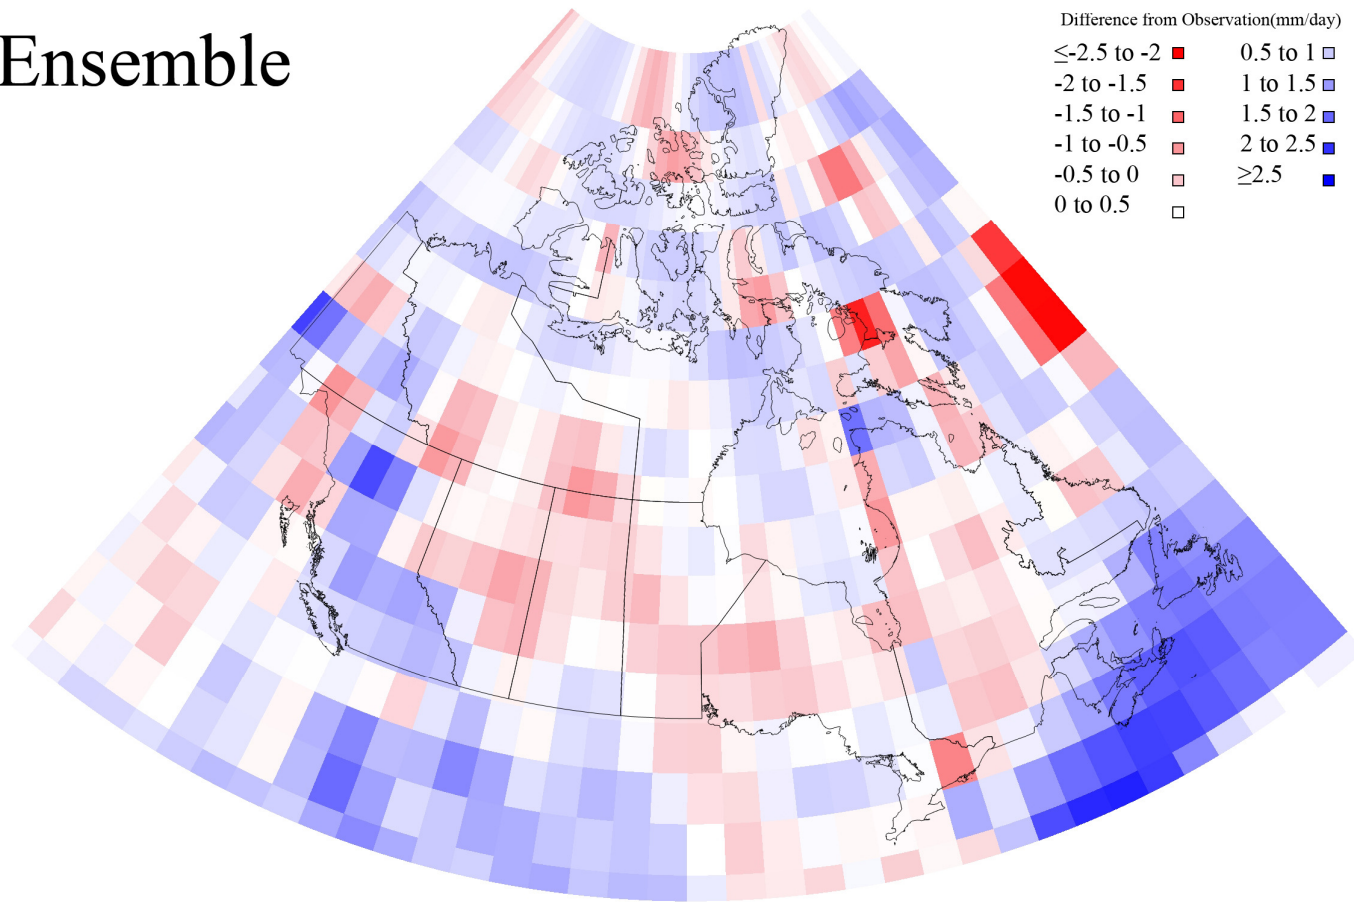 Ensemble
Difference from Observation(mm/day)
≤-2.5 to -2
-2 to -1.5
-1.5 to -1
-1 to -0.5
-0.5 to 0
0 to 0.5
0.5 to 1
1 to 1.5
1.5 to 2
2 to 2.5
≥2.5